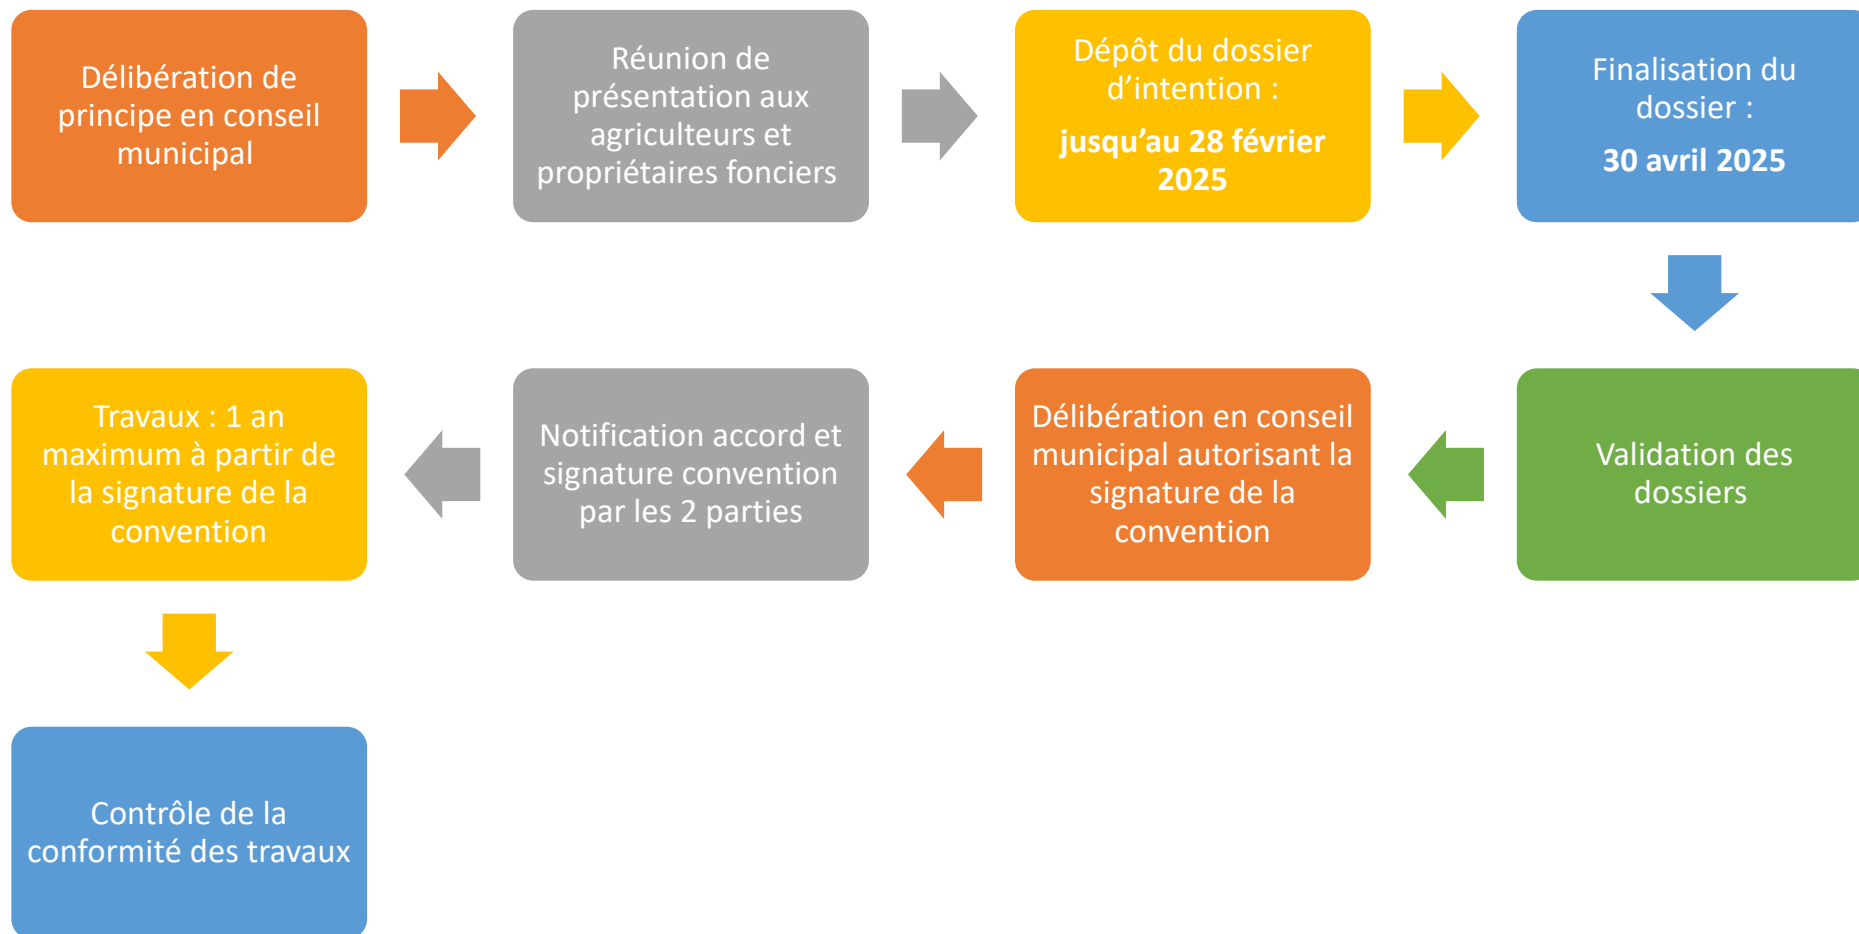 Délibération de
principe en conseil
municipal
Réunion de
présentation aux
agriculteurs et
propriétaires fonciers
Dépôt du dossier
d’intention :
jusqu’au 28 février
2025
Finalisation du
dossier :
30 avril 2025
Validation des
dossiers
Délibération en conseil
municipal autorisant la
signature de la
convention
Notification accord et
signature convention
par les 2 parties
Travaux : 1 an
maximum à partir de
la signature de la
convention
Contrôle de la
conformité des travaux